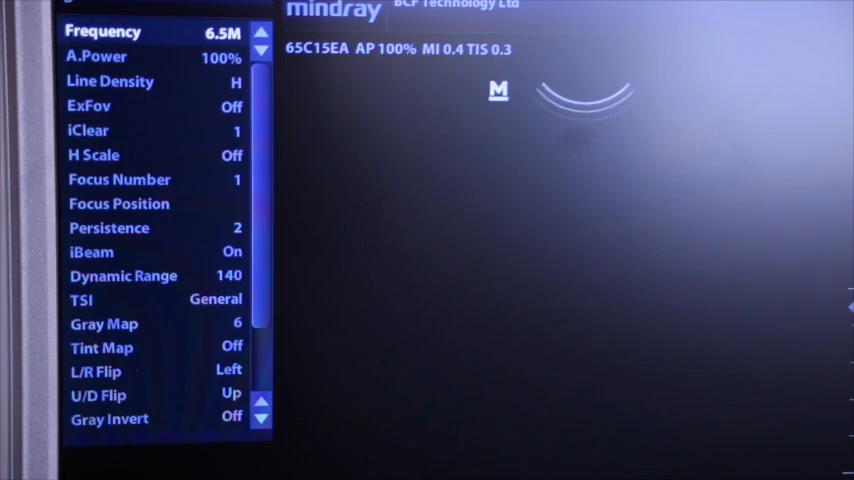 mindray
BCF Technology Ltd
65C15EA AP 100% MI 0.4 TIS 0.3
M
Frequency 6.5M
A.Power 100%
Line Density H
ExFov Off
iClear 1
H Scale Off
Focus Number 1
Focus Position
Persistence 2
iBeam On
Dynamic Range 140
TSI General
Gray Map 6
Tint Map Off
L/R Flip Left
U/D Flip Up
Gray Invert Off